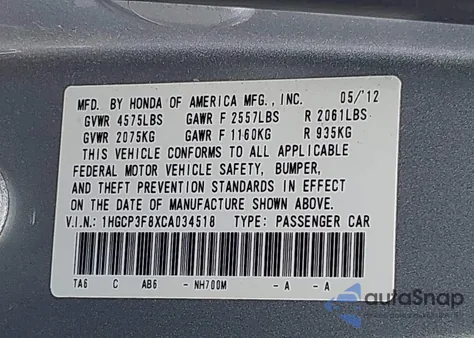 MFD. BY HONDA OF AMERICA MFG., INC. 05/'12
GVWR 4575LBS GAWR F 2557LBS R 2061LBS
GVWR 2075KG GAWR F 1160KG R 935KG
THIS VEHICLE CONFORMS TO ALL APPLICABLE
FEDERAL MOTOR VEHICLE SAFETY, BUMPER,
AND THEFT PREVENTION STANDARDS IN EFFECT
ON THE DATE OF MANUFACTURE SHOWN ABOVE.
V.I.N.: 1HGCP3F8XCA034518 TYPE: PASSENGER CAR
TA6 C AB6 - NH700M - A - A
autoSnap